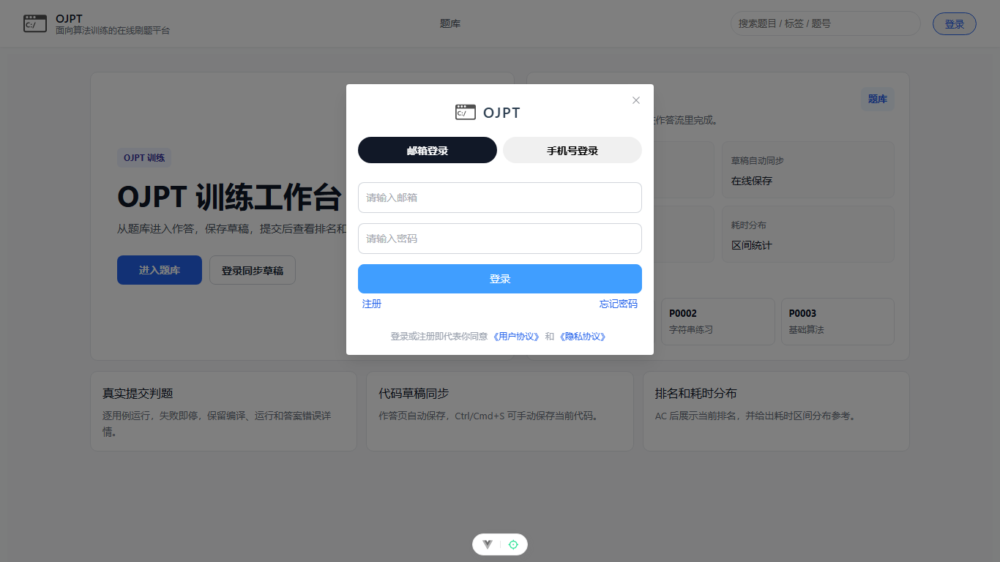 C:/
OJPT
面向算法训练的在线刷题平台
题库
搜索题目 / 标签 / 题号
登录
OJPT 训练
OJPT 训练工作台
从题库进入作答，保存草稿，提交后查看排名和
进入题库
登录同步草稿
题库
作答流里完成。
草稿自动同步
在线保存
耗时分布
区间统计
P0002
字符串练习
P0003
基础算法
C:/
OJPT
邮箱登录
手机号登录
请输入邮箱
请输入密码
登录
注册
忘记密码
登录或注册即代表你同意 《用户协议》 和 《隐私协议》
真实提交判题
逐用例运行，失败即停，保留编译、运行和答案错误详
情。
代码草稿同步
作答页自动保存，Ctrl/Cmd+S 可手动保存当前代码。
排名和耗时分布
AC 后展示当前排名，并给出耗时区间分布参考。